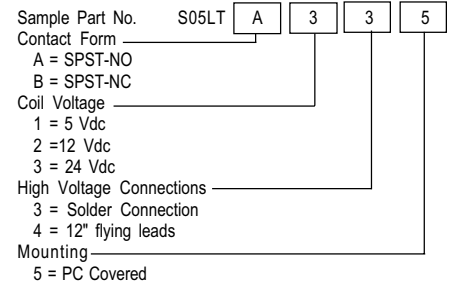 Sample Part No. S05LT A 3 3 5
Contact Form
A = SPST-NO
B = SPST-NC
Coil Voltage
1 = 5 Vdc
2 =12 Vdc
3 = 24 Vdc
High Voltage Connections
3 = Solder Connection
4 = 12" flying leads
Mounting
5 = PC Covered